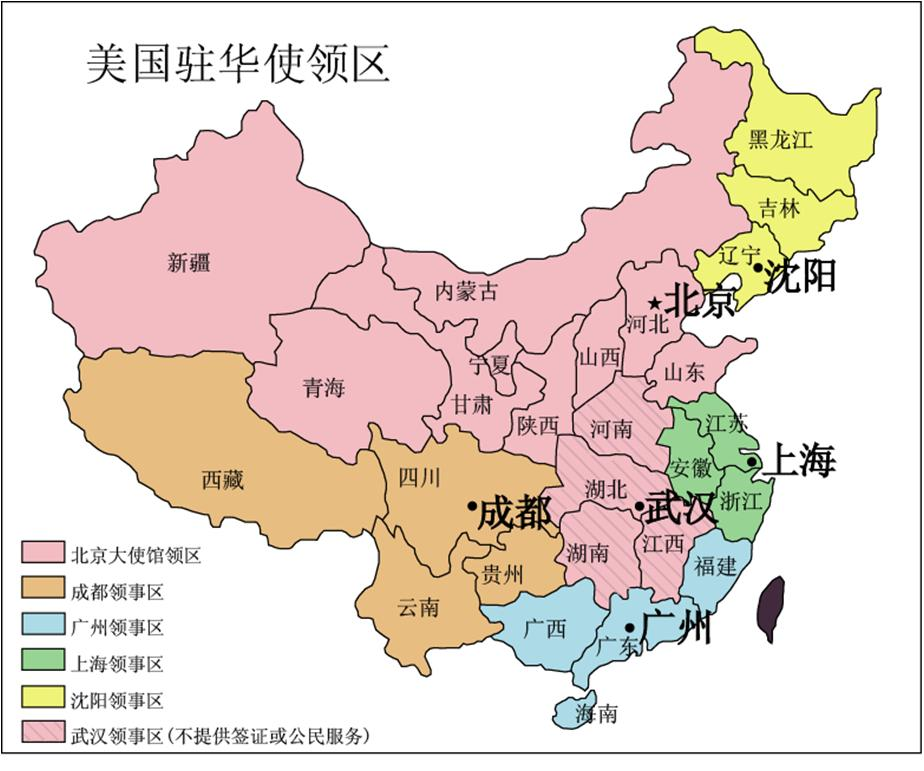 美国驻华使领区
黑龙江
吉林
辽宁
沈阳
新疆
内蒙古
北京
河北
山西
宁夏
山东
青海
甘肃
陕西
河南
江苏
上海
安徽
西藏
四川
湖北
浙江
成都
武汉
湖南
江西
福建
贵州
云南
广西
广州
广东
海南
北京大使馆领区
成都领事区
广州领事区
上海领事区
沈阳领事区
武汉领事区(不提供签证或公民服务)